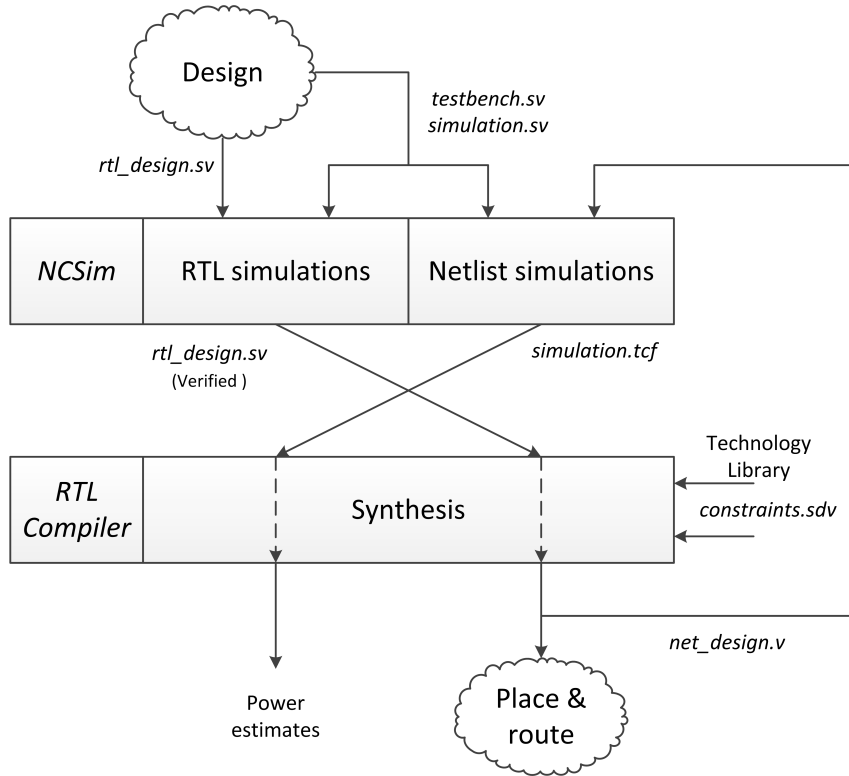 Design
testbench.sv
simulation.sv
rtl_design.sv
NCSim
RTL simulations
Netlist simulations
rtl_design.sv
(Verified )
simulation.tcf
Technology
Library
RTL
Compiler
Synthesis
constraints.sdv
net_design.v
Power
estimates
Place &
route